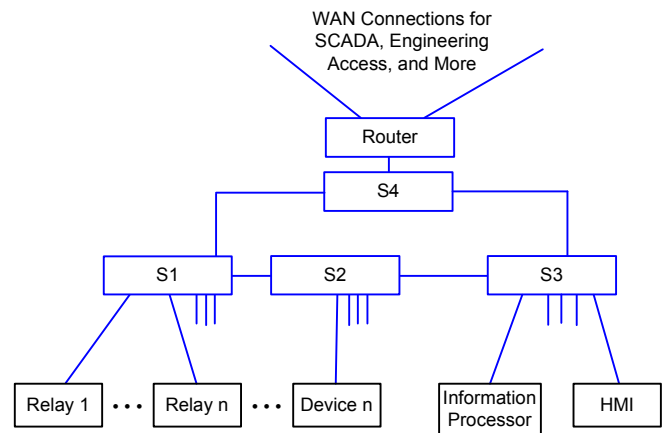 WAN Connections for
SCADA, Engineering
Access, and More
Router
S4
S1
S2
S3
Relay 1
• • •
Relay n
• • •
Device n
Information
Processor
HMI